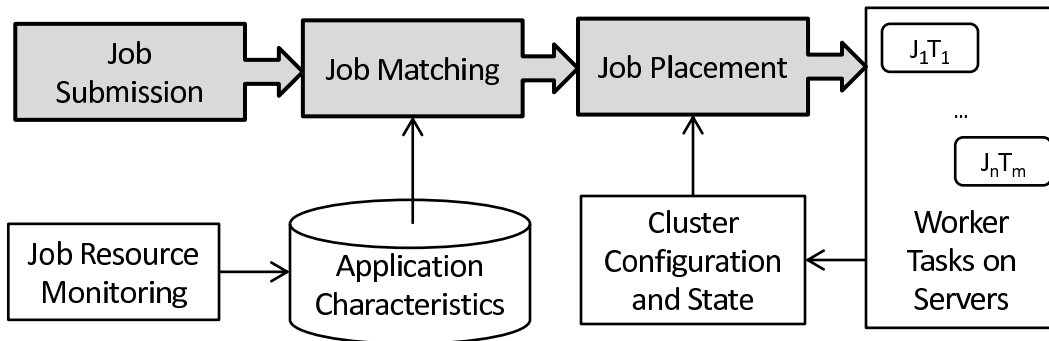 Job
Submission
Job Matching
Job Placement
J₁T₁
...
JₙTₘ
Job Resource
Monitoring
Application
Characteristics
Cluster
Configuration
and State
Worker
Tasks on
Servers